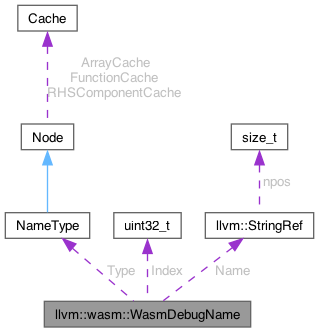 Cache
ArrayCache
FunctionCache
RHSComponentCache
Node
size_t
npos
NameType
uint32_t
llvm::StringRef
Type
Index
Name
llvm::wasm::WasmDebugName